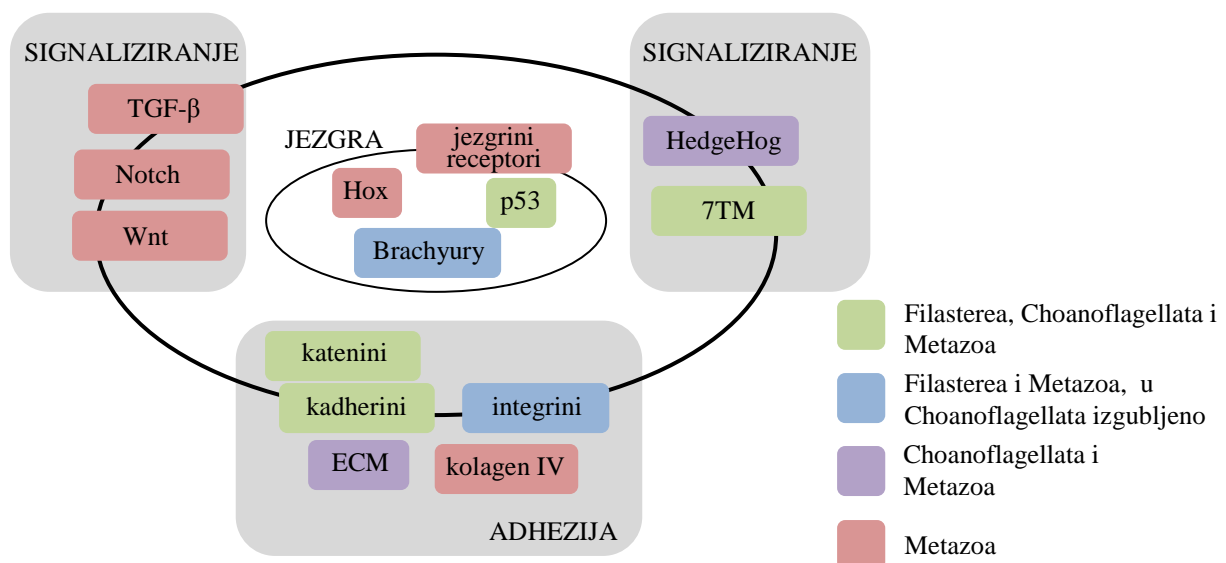 SIGNALIZIRANJE
TGF-β
Notch
Wnt
JEZGRA
jezgrini
receptori
Hox
p53
Brachyury
SIGNALIZIRANJE
HedgeHog
7TM
katenini
kadherini
integrini
ECM
kolagen IV
ADHEZIJA
Filasterea, Choanoflagellata i
Metazoa
Filasterea i Metazoa, u
Choanoflagellata izgubljeno
Choanoflagellata i
Metazoa
Metazoa